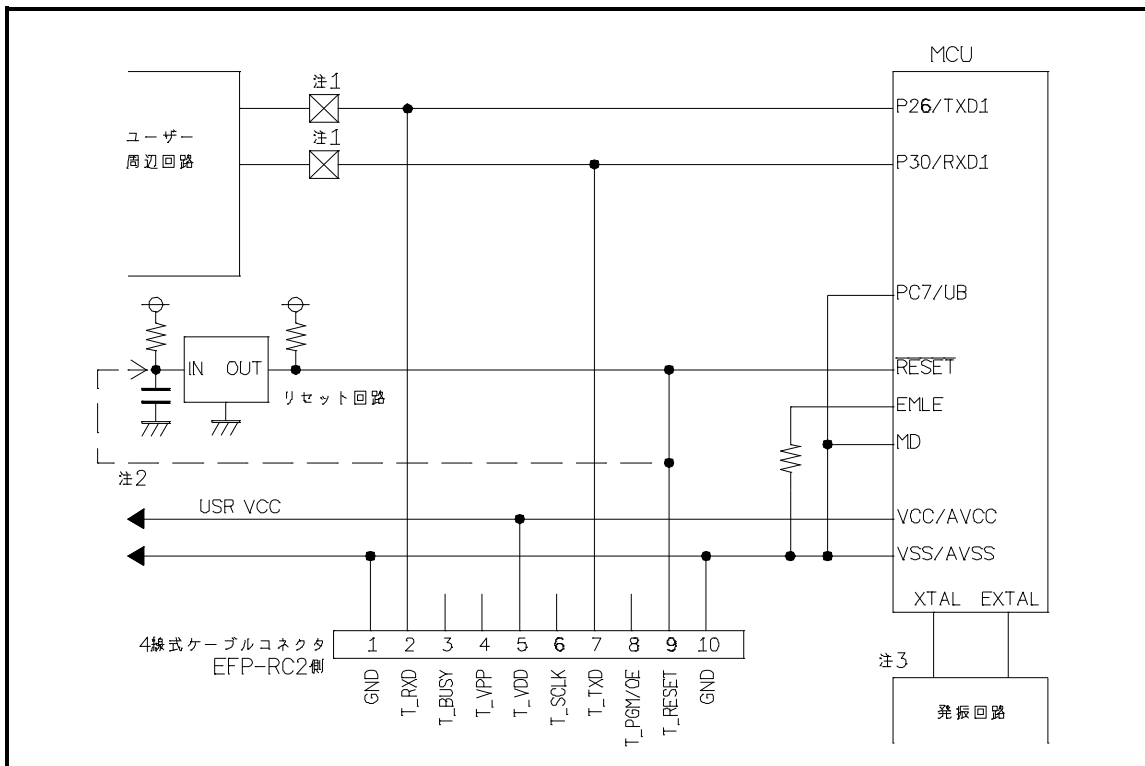 MCU
注1
P26/TXD1
ユーザー
周辺回路
注1
P30/RXD1
PC7/UB
IN OUT
リセット回路
RESET
EMLE
MD
注2
USR VCC
VCC/AVCC
VSS/AVSS
XTAL EXTAL
4線式ケーブルコネクタ
EFP-RC2側
1 2 3 4 5 6 7 8 9 10
GND
T_RXD
T_BUSY
T_VPP
T_VDD
T_SCLK
T_TXD
T_PGM/OE
T_RESET
GND
注3
発振回路